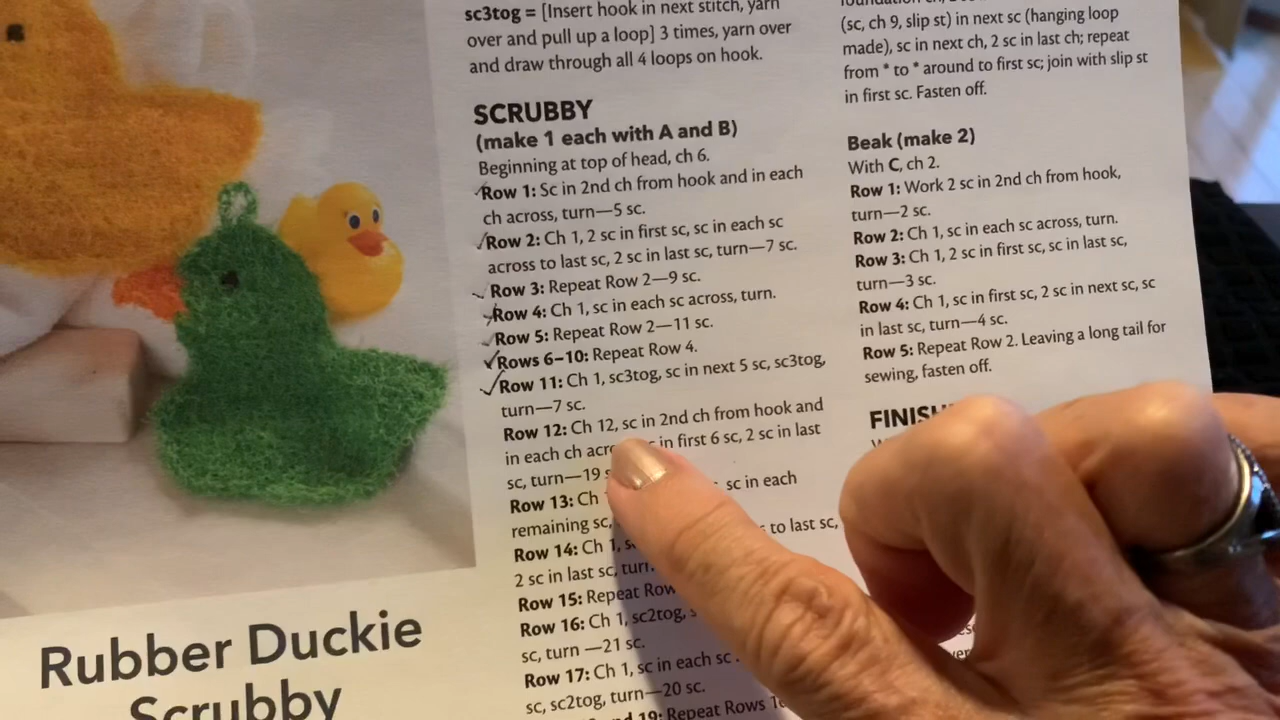 sc3tog = [Insert hook in next stitch, yarn
over and pull up a loop] 3 times, yarn over
and draw through all 4 loops on hook.
SCRUBBY
(make 1 each with A and B)
Beginning at top of head, ch 6.
Row 1: Sc in 2nd ch from hook and in each
ch across, turn—5 sc.
Row 2: Ch 1, 2 sc in first sc, sc in each sc
across to last sc, 2 sc in last sc, turn—7 sc.
Row 3: Repeat Row 2—9 sc.
Row 4: Ch 1, sc in each sc across, turn.
Row 5: Repeat Row 2—11 sc.
Rows 6–10: Repeat Row 4.
Row 11: Ch 1, sc3tog, sc in next 5 sc, sc3tog,
turn—7 sc.
Row 12: Ch 12, sc in 2nd ch from hook and
in each ch in first 6 sc, 2 sc in last
sc, turn—19
Row 13: Ch sc in each
remaining sc, to last sc,
Row 14: Ch 1,
2 sc in last sc,
Row 15: Repeat
Row 16: Ch 1, sc2tog,
sc, turn—21 sc.
Row 17: Ch 1, sc in each sc
sc, sc2tog, turn—20 sc.
19: Repeat Rows
(sc, ch 9, slip st) in next sc (hanging loop
made), sc in next ch, 2 sc in last ch; repeat
from * to * around to first sc; join with slip st
in first sc. Fasten off.
Beak (make 2)
With C, ch 2.
Row 1: Work 2 sc in 2nd ch from hook,
turn—2 sc.
Row 2: Ch 1, sc in each sc across, turn.
Row 3: Ch 1, 2 sc in first sc, sc in last sc,
turn—3 sc.
Row 4: Ch 1, sc in first sc, 2 sc in next sc, sc
in last sc, turn—4 sc.
Row 5: Repeat Row 2. Leaving a long tail for
sewing, fasten off.
Rubber Duckie
Scrubby